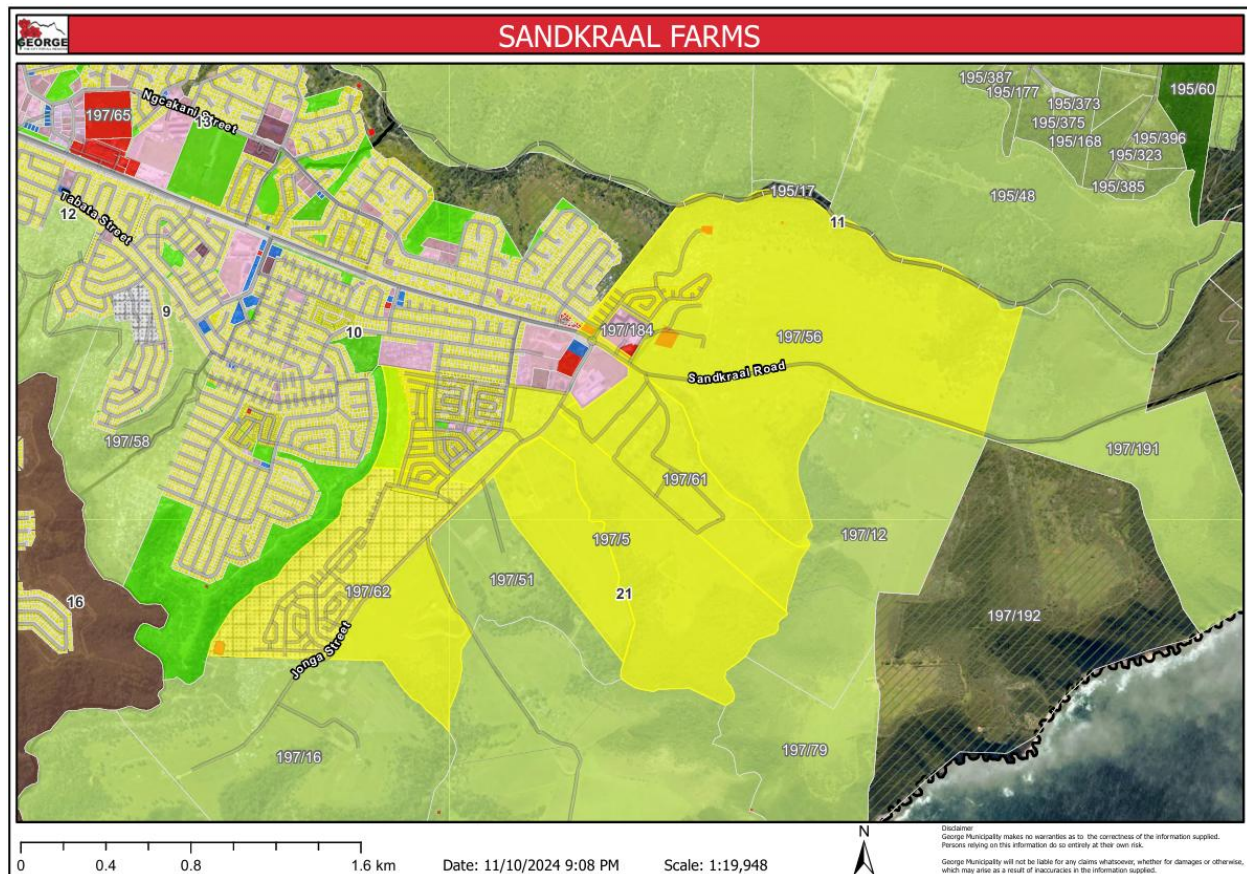 GEORGE
THE CITY FOR ALL REASONS
SANDKRAAL FARMS
195/387
195/177
195/60
195/373
197/65
Ngcakani Street
13
195/375
195/168
195/396
195/323
195/385
195/17
195/48
Tabata Street
12
11
9
10
197/184
197/56
Sandkraal Road
197/58
197/191
197/61
197/5
197/12
197/51
197/62
21
16
197/192
Jonga Street
197/16
197/79
0 0.4 0.8 1.6 km
Date: 11/10/2024 9:08 PM
Scale: 1:19,948
N
Disclaimer
George Municipality makes no warranties as to the correctness of the information supplied.
Persons relying on this information do so entirely at their own risk.
George Municipality will not be liable for any claims whatsoever, whether for damages or otherwise,
which may arise as a result of inaccuracies in the information supplied.